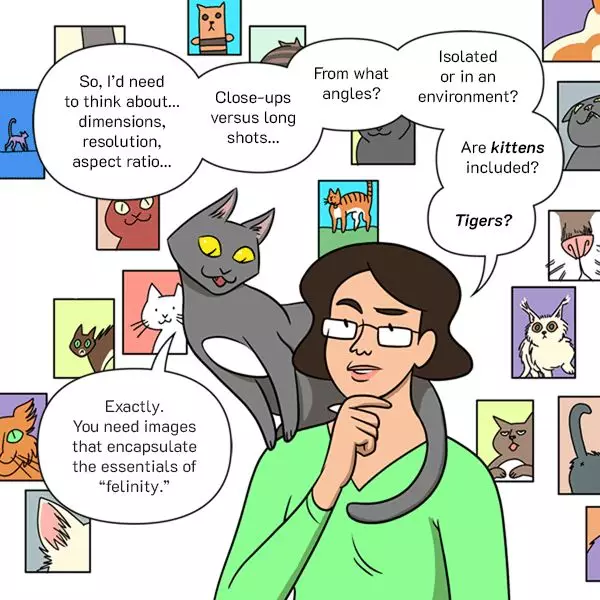 So, I'd need
to think about...
dimensions,
resolution,
aspect ratio...
Close-ups
versus long
shots...
From what
angles?
Isolated
or in an
environment?
Are kittens
included?
Tigers?
Exactly.
You need images
that encapsulate
the essentials of
“felinity.”